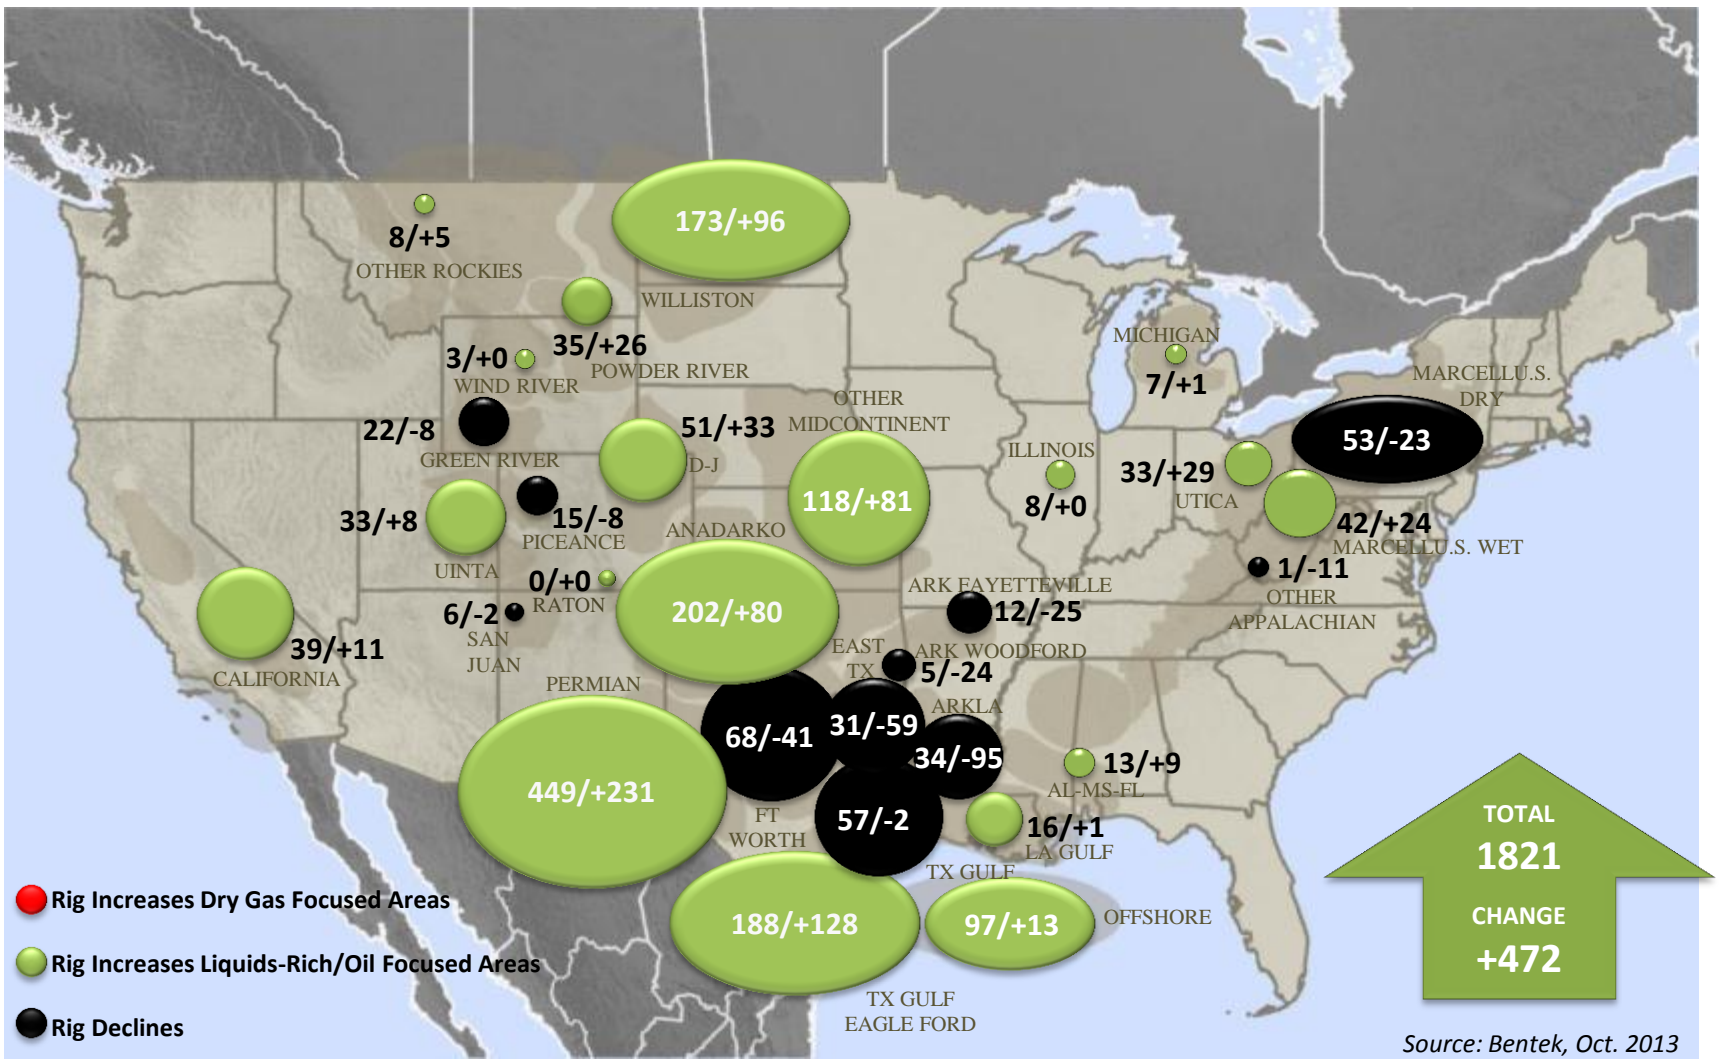 173/+96
WILLISTON
8/+5
OTHER ROCKIES
35/+26
POWDER RIVER
3/+0
WIND RIVER
22/-8
GREEN RIVER
51/+33
D-J
OTHER
MIDCONTINENT
118/+81
MICHIGAN
7/+1
ILLINOIS
8/+0
MARCELLU.S.
DRY
53/-23
33/+29
UTICA
42/+24
MARCELLU.S. WET
1/-11
OTHER
APPALACHIAN
33/+8
UINTA
15/-8
PICEANCE
0/+0
RATON
6/-2
SAN
JUAN
39/+11
CALIFORNIA
ANADARKO
202/+80
ARK FAYETTEVILLE
12/-25
ARK WOODFORD
5/-24
EAST
TX
31/-59
ARKLA
34/-95
PERMIAN
449/+231
68/-41
FT
WORTH
57/-2
TX GULF
13/+9
AL-MS-FL
16/+1
LA GULF
188/+128
TX GULF
EAGLE FORD
97/+13
OFFSHORE
TOTAL
1821
CHANGE
+472
Rig Increases Dry Gas Focused Areas
Rig Increases Liquids-Rich/Oil Focused Areas
Rig Declines
Source: Bentek, Oct. 2013